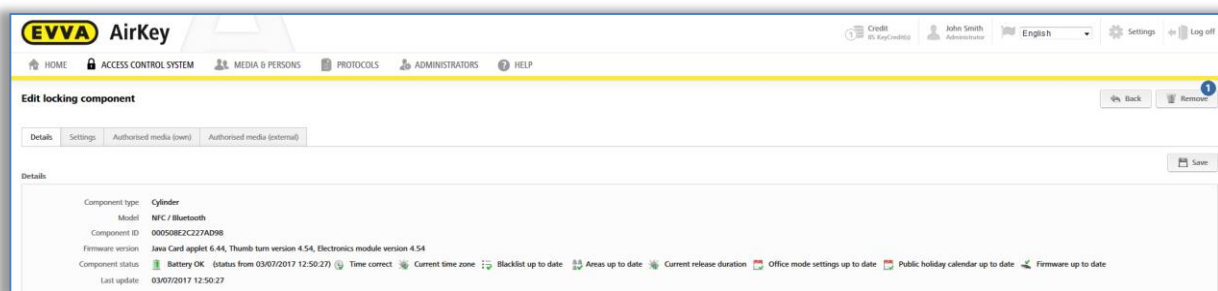 EVVA AirKey
Credit
85 KeyCredit(s)
John Smith
Administrator
English
Settings
Log off
HOME ACCESS CONTROL SYSTEM MEDIA & PERSONS PROTOCOLS ADMINISTRATORS HELP
Edit locking component
Back
Remove
1
Details Settings Authorised media (own) Authorised media (external)
Save
Details
Component type Cylinder
Model NFC / Bluetooth
Component ID 000508E2C227AD98
Firmware version Java Card applet 6.44, Thumb turn version 4.54, Electronics module version 4.54
Component status Battery OK (status from 03/07/2017 12:50:27) Time correct Current time zone Blacklist up to date Areas up to date Current release duration Office mode settings up to date Public holiday calendar up to date Firmware up to date
Last update 03/07/2017 12:50:27